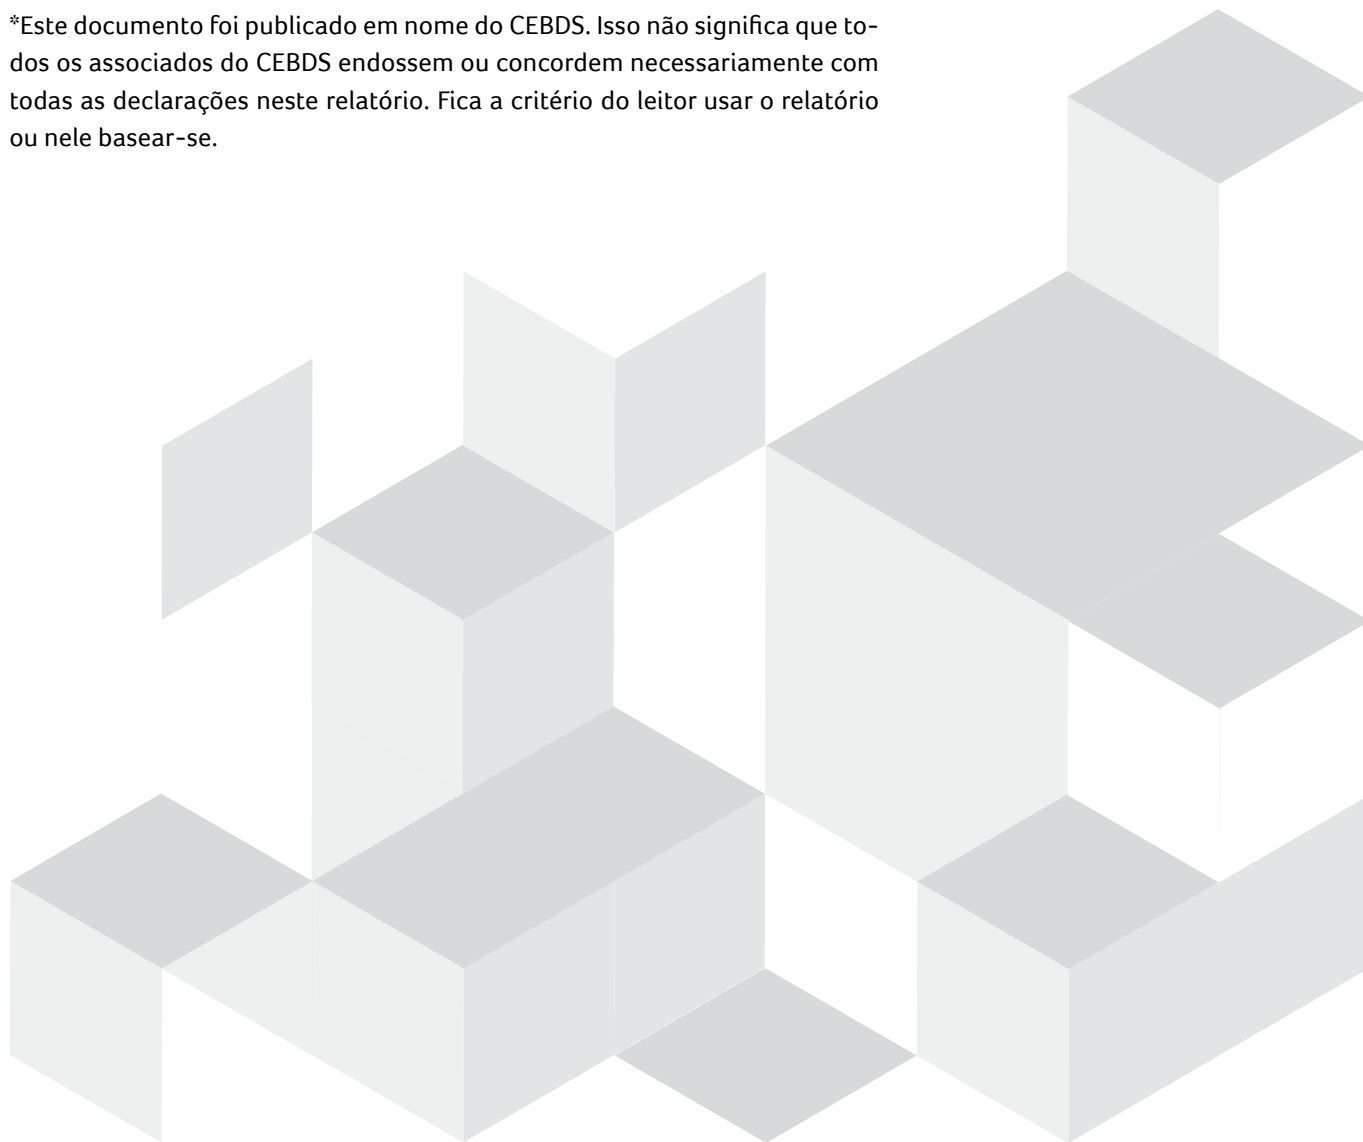 *Este documento foi publicado em nome do CEBDS. Isso não significa que to-
dos os associados do CEBDS endossem ou concordem necessariamente com
todas as declarações neste relatório. Fica a critério do leitor usar o relatório
ou nele basear-se.